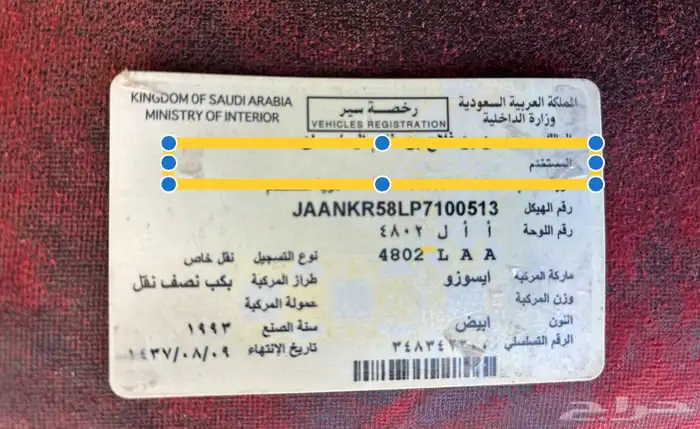 KINGDOM OF SAUDI ARABIA
MINISTRY OF INTERIOR
رخصة سير
VEHICLES REGISTRATION
المملكة العربية السعودية
وزارة الداخلية
المستخدم
رقم الهيكل JAANKR58LP7100513
رقم اللوحة أ أ ل ٤٨٠٢
4802 L A A
نوع التسجيل نقل خاص
ماركة المركبة ايسوزو طراز المركبة بكب نصف نقل
وزن المركبة حمولة المركبة
اللون ابيض سنة الصنع ١٩٩٣
الرقم التسلسلي تاريخ الإنتهاء ١٤٣٧/٠٨/٠٩
حراج